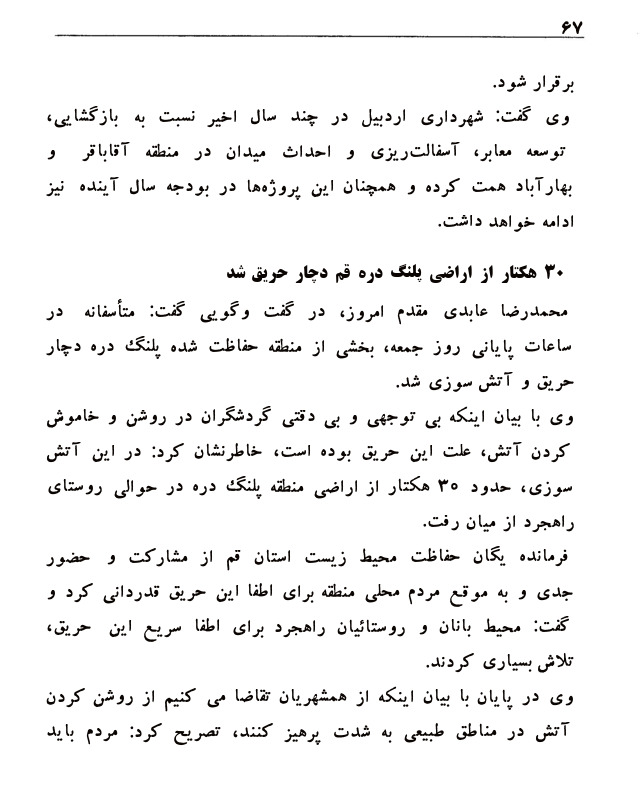 ۶۷
برقرار شود.
وی گفت: شهرداری اردبیل در چند سال اخیر نسبت به بازگشایی،
توسعه معابر، آسفالت‌ریزی و احداث میدان در منطقه آقاباقر و
بهارآباد همت کرده و همچنان این پروژه‌ها در بودجه سال آینده نیز
ادامه خواهد داشت.
۳۰ هکتار از اراضی پلنگ دره قم دچار حریق شد
محمدرضا عابدی مقدم امروز، در گفت وگویی گفت: متأسفانه در
ساعات پایانی روز جمعه، بخشی از منطقه حفاظت شده پلنگ دره دچار
حریق و آتش سوزی شد.
وی با بیان اینکه بی توجهی و بی دقتی گردشگران در روشن و خاموش
کردن آتش، علت این حریق بوده است، خاطرنشان کرد: در این آتش
سوزی، حدود ۳۰ هکتار از اراضی منطقه پلنگ دره در حوالی روستای
راهجرد از میان رفت.
فرمانده یگان حفاظت محیط زیست استان قم از مشارکت و حضور
جدی و به موقع مردم محلی منطقه برای اطفا این حریق قدردانی کرد و
گفت: محیط بانان و روستائیان راهجرد برای اطفا سریع این حریق،
تلاش بسیاری کردند.
وی در پایان با بیان اینکه از همشهریان تقاضا می کنیم از روشن کردن
آتش در مناطق طبیعی به شدت پرهیز کنند، تصریح کرد: مردم باید